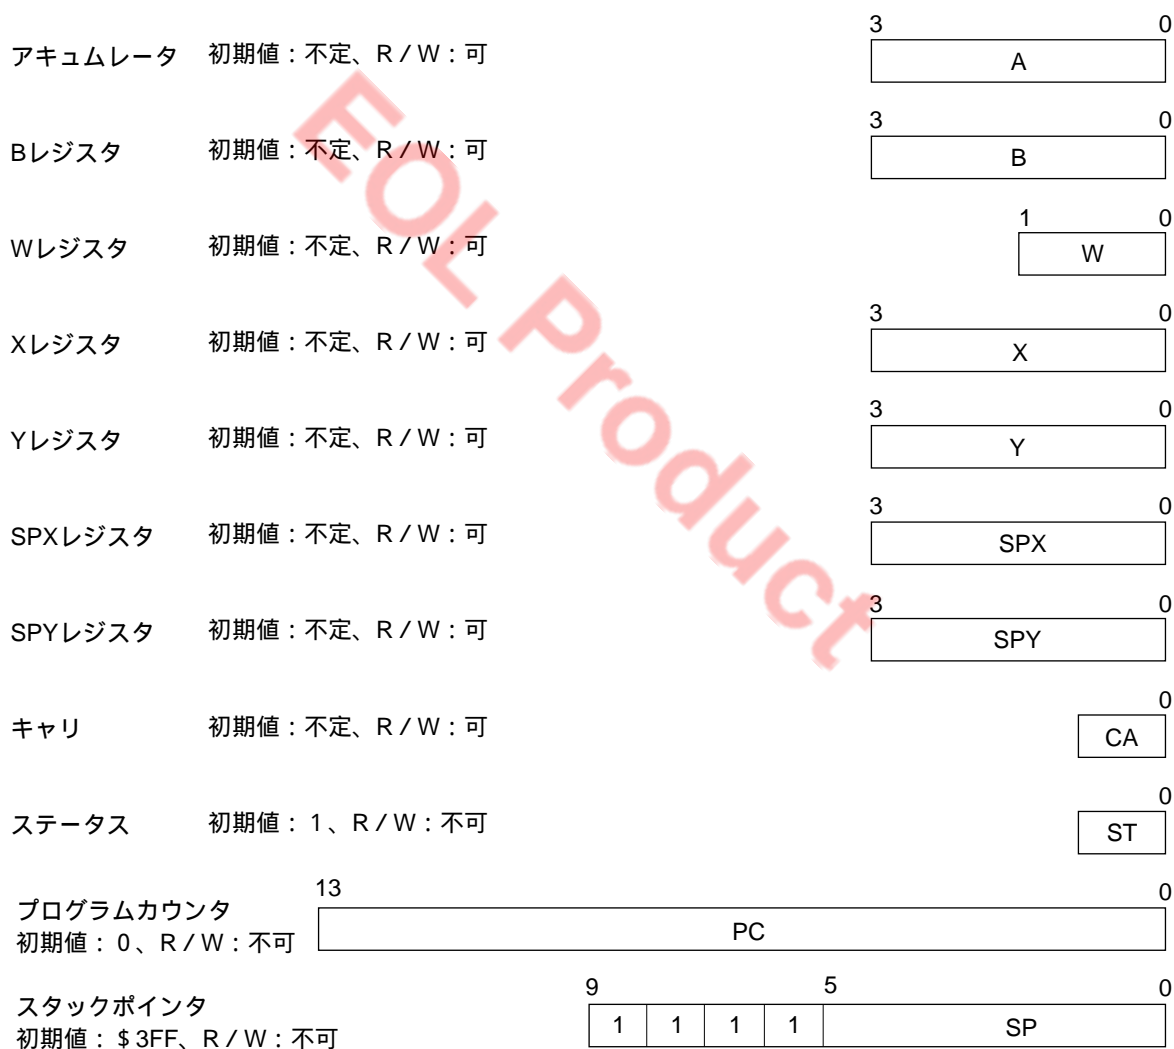 3 0
アキュムレータ 初期値：不定、R／W：可 A
3 0
Bレジスタ 初期値：不定、R／W：可 B
1 0
Wレジスタ 初期値：不定、R／W：可 W
3 0
Xレジスタ 初期値：不定、R／W：可 X
3 0
Yレジスタ 初期値：不定、R／W：可 Y
3 0
SPXレジスタ 初期値：不定、R／W：可 SPX
3 0
SPYレジスタ 初期値：不定、R／W：可 SPY
0
キャリ 初期値：不定、R／W：可 CA
0
ステータス 初期値：１、R／W：不可 ST
13 0
プログラムカウンタ
初期値：０、R／W：不可 PC
9 5 0
スタックポインタ
初期値：＄3FF、R／W：不可 1 1 1 1 SP
EOL Product